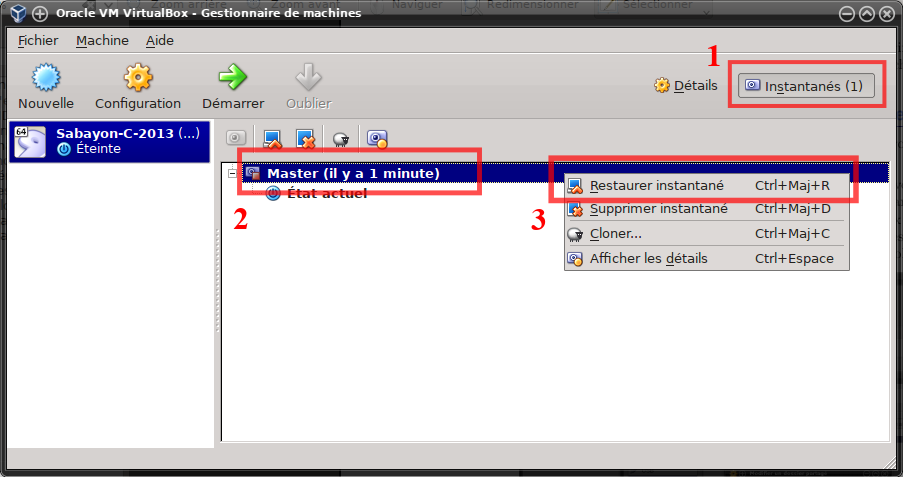 Oracle VM VirtualBox - Gestionnaire de machines
Fichier Machine Aide
1
Nouvelle Configuration Démarrer Oublier
Détails Instantanés (1)
64 Sabayon-C-2013 (...)
Éteinte
Master (il y a 1 minute)
État actuel
2
3
Restaurer instantané Ctrl+Maj+R
Supprimer instantané Ctrl+Maj+D
Cloner... Ctrl+Maj+C
Afficher les détails Ctrl+Espace